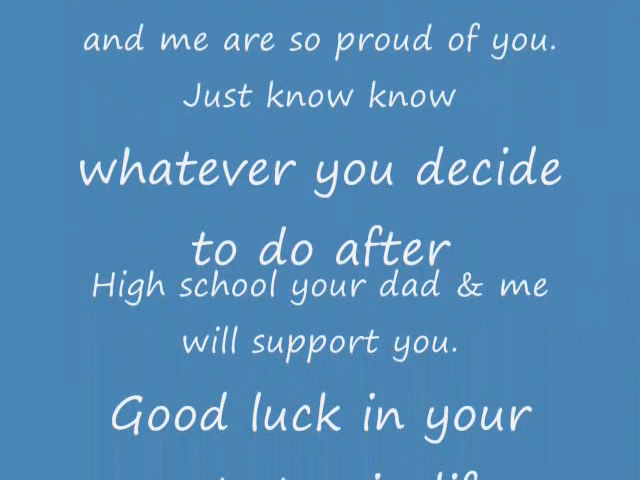 and me are so proud of you.
Just know know
whatever you decide
to do after
High school your dad & me
will support you.
Good luck in your